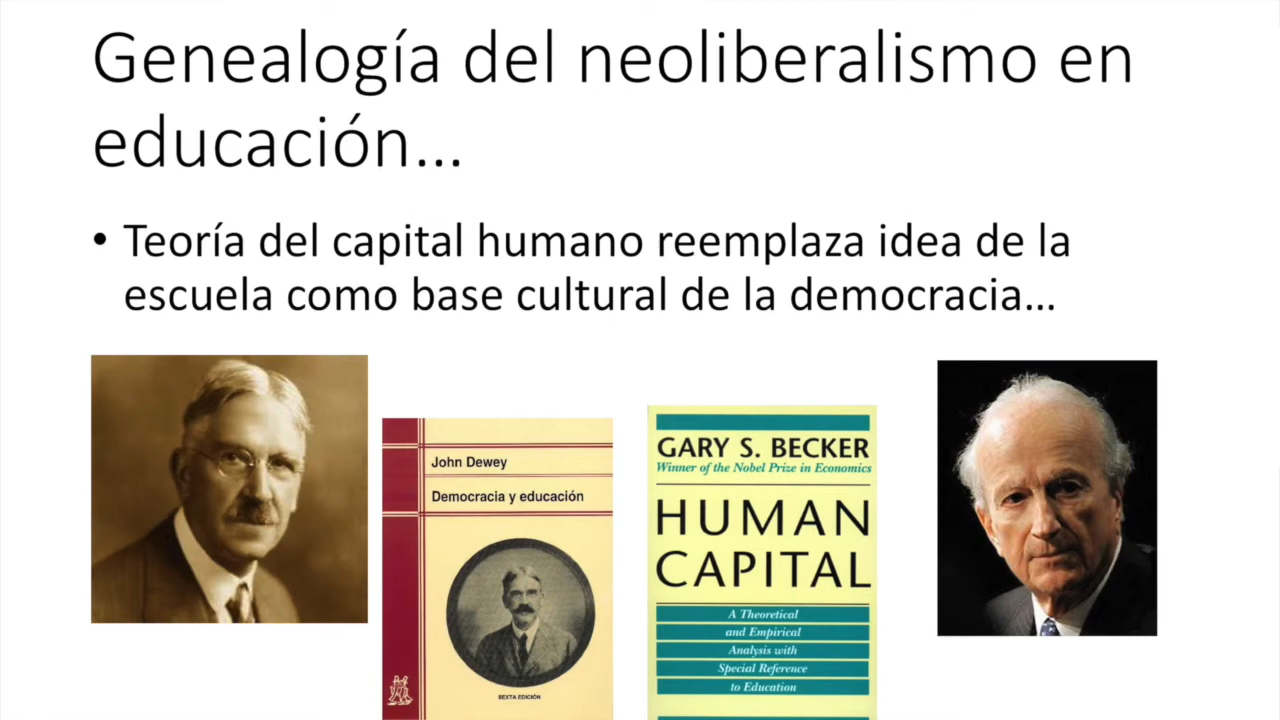 Genealogía del neoliberalismo en
educación...
• Teoría del capital humano reemplaza idea de la
escuela como base cultural de la democracia...
John Dewey
Democracia y educación
SEXTA EDICIÓN
GARY S. BECKER
Winner of the Nobel Prize in Economics
HUMAN
CAPITAL
A Theoretical
and Empirical
Analysis with
Special Reference
to Education